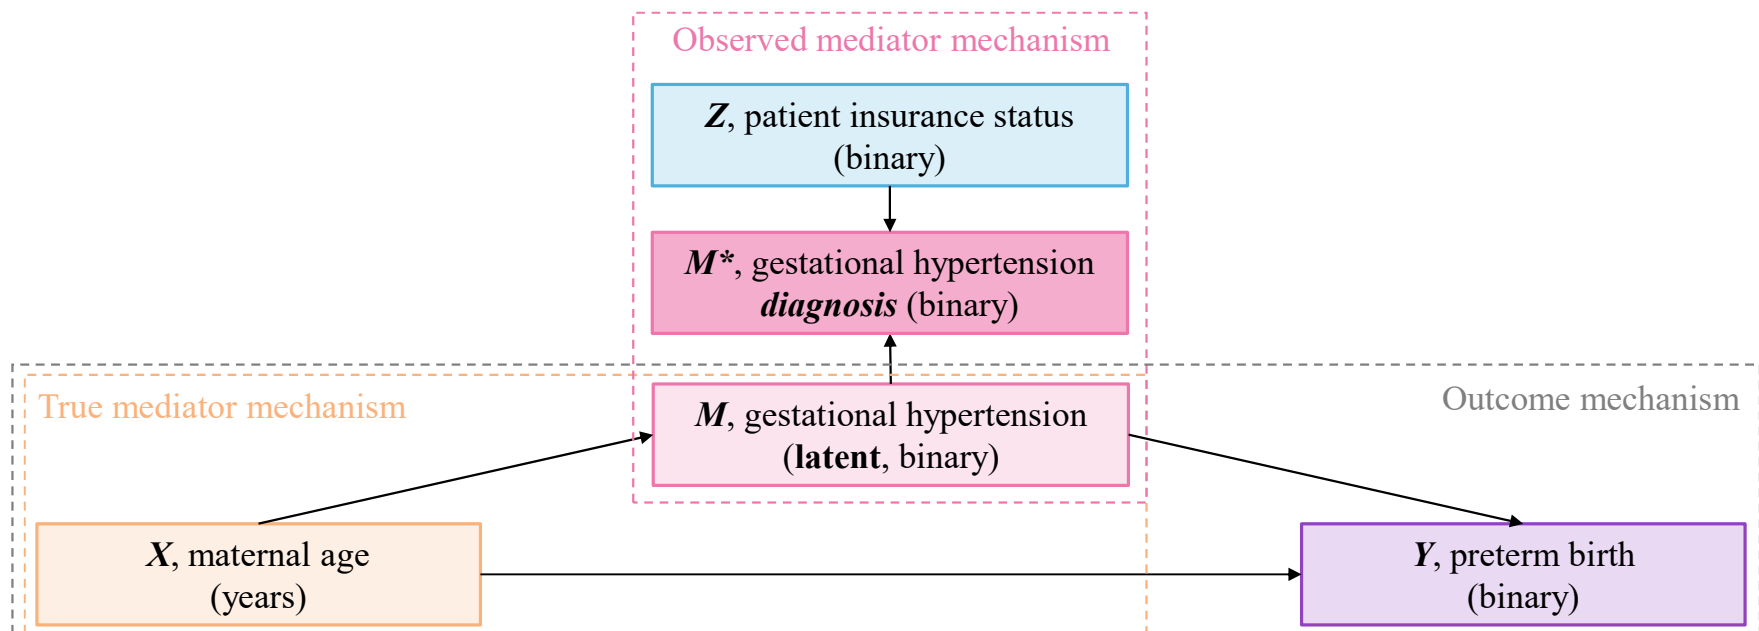 Observed mediator mechanism
Z, patient insurance status
(binary)
M*, gestational hypertension
diagnosis (binary)
True mediator mechanism
M, gestational hypertension
(latent, binary)
Outcome mechanism
X, maternal age
(years)
Y, preterm birth
(binary)